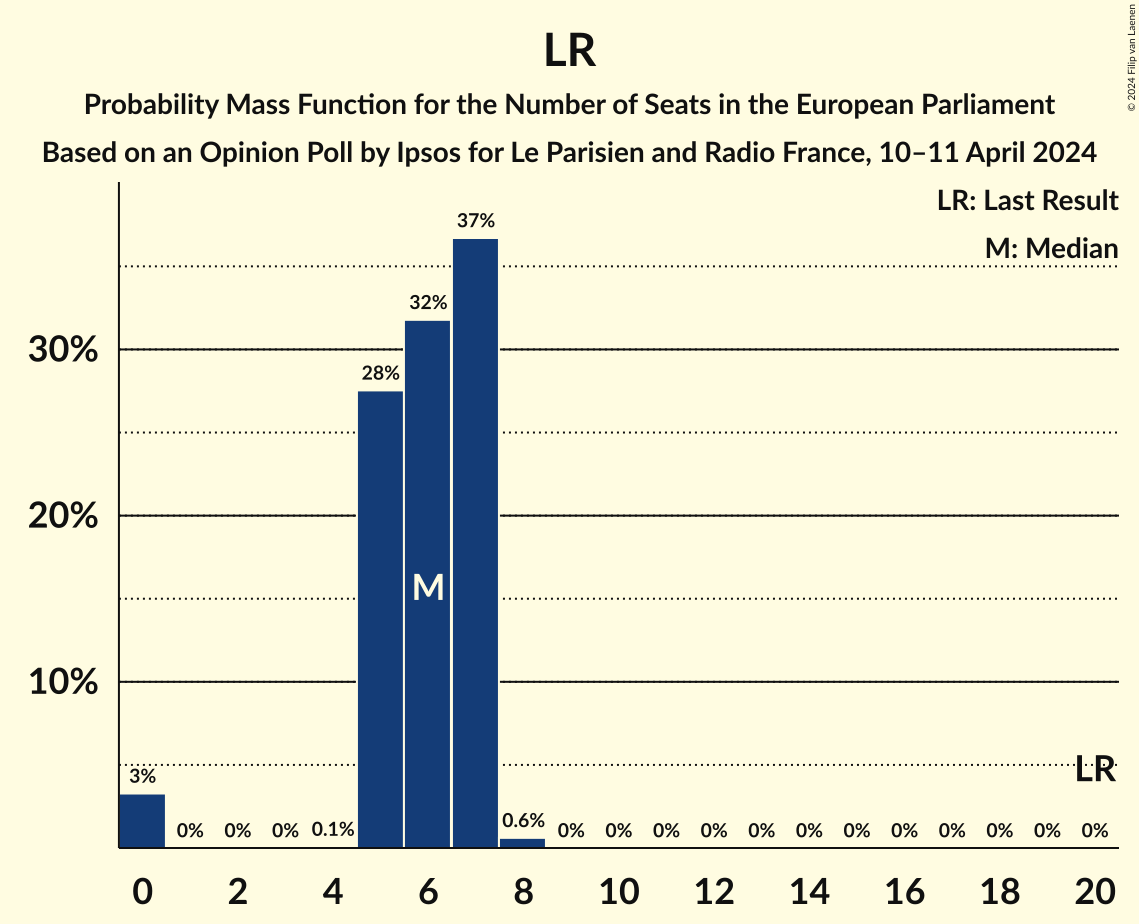 LR
Probability Mass Function for the Number of Seats in the European Parliament
Based on an Opinion Poll by Ipsos for Le Parisien and Radio France, 10–11 April 2024
© 2024 Filip van Laenen
LR: Last Result
M: Median
37%
32%
30%
28%
20%
M
10%
LR
3%
0% 0% 0% 0.1% 0.6% 0% 0% 0% 0% 0% 0% 0% 0% 0% 0% 0% 0%
0 2 4 6 8 10 12 14 16 18 20